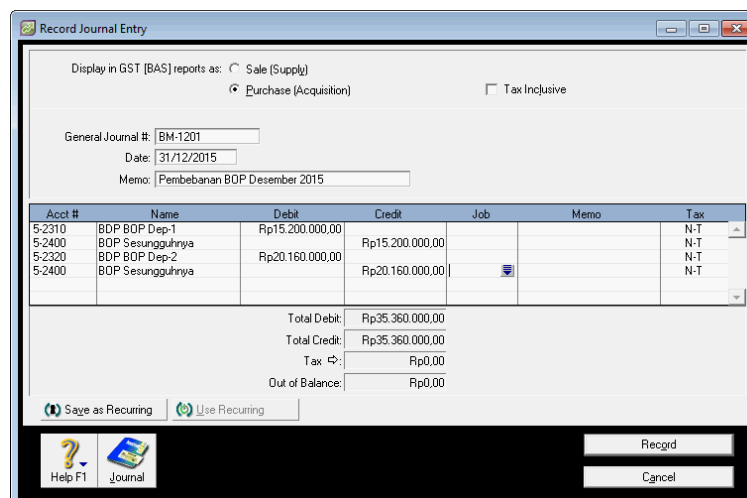 Record Journal Entry
Display in GST [BAS] reports as: Sale (Supply)
Purchase (Acquisition) Tax Inclusive
General Journal #: BM-1201
Date: 31/12/2015
Memo: Pembebanan BOP Desember 2015
Acct # Name Debit Credit Job Memo Tax
5-2310 BDP BOP Dep-1 Rp15.200.000,00 N-T
5-2400 BOP Sesungguhnya Rp15.200.000,00 N-T
5-2320 BDP BOP Dep-2 Rp20.160.000,00 N-T
5-2400 BOP Sesungguhnya Rp20.160.000,00 N-T
Total Debit: Rp35.360.000,00
Total Credit: Rp35.360.000,00
Tax ⇨: Rp0,00
Out of Balance: Rp0,00
Save as Recurring Use Recurring
Record
Help F1 Journal Cancel